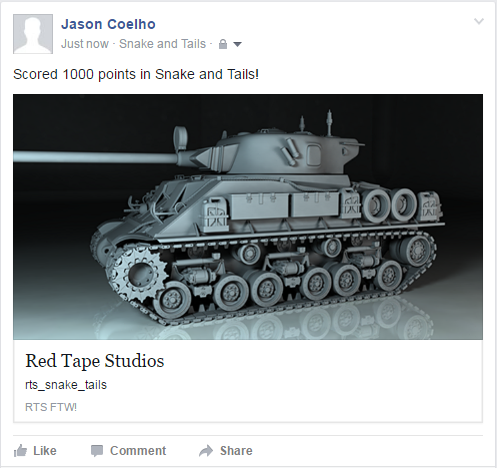 Jason Coelho
Just now · Snake and Tails ·
Scored 1000 points in Snake and Tails!
Red Tape Studios
rts_snake_tails
RTS FTW!
Like Comment Share